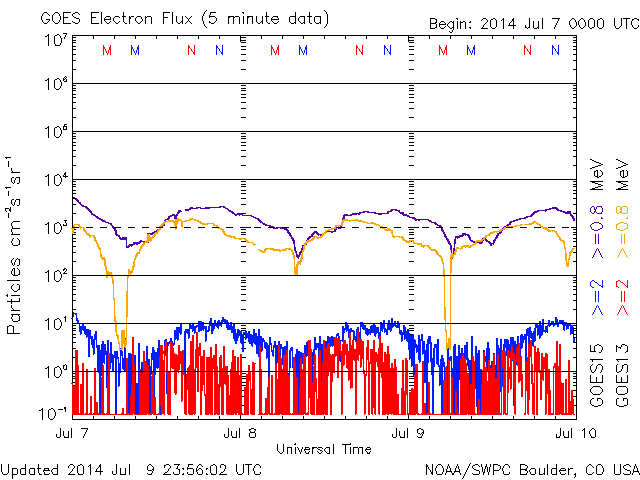 GOES Electron Flux (5 minute data)
Begin: 2014 Jul 7 0000 UTC
M M N N M M N N M M N N
10⁷
10⁶
10⁵
10⁴
10³
10²
10¹
10⁰
10⁻¹
Particles cm⁻²s⁻¹sr⁻¹
Jul 7 Jul 8 Jul 9 Jul 10
Universal Time
GOES15 >=2 >=0.8 MeV
GOES13 >=2 >=0.8 MeV
Updated 2014 Jul 9 23:56:02 UTC
NOAA/SWPC Boulder, CO USA